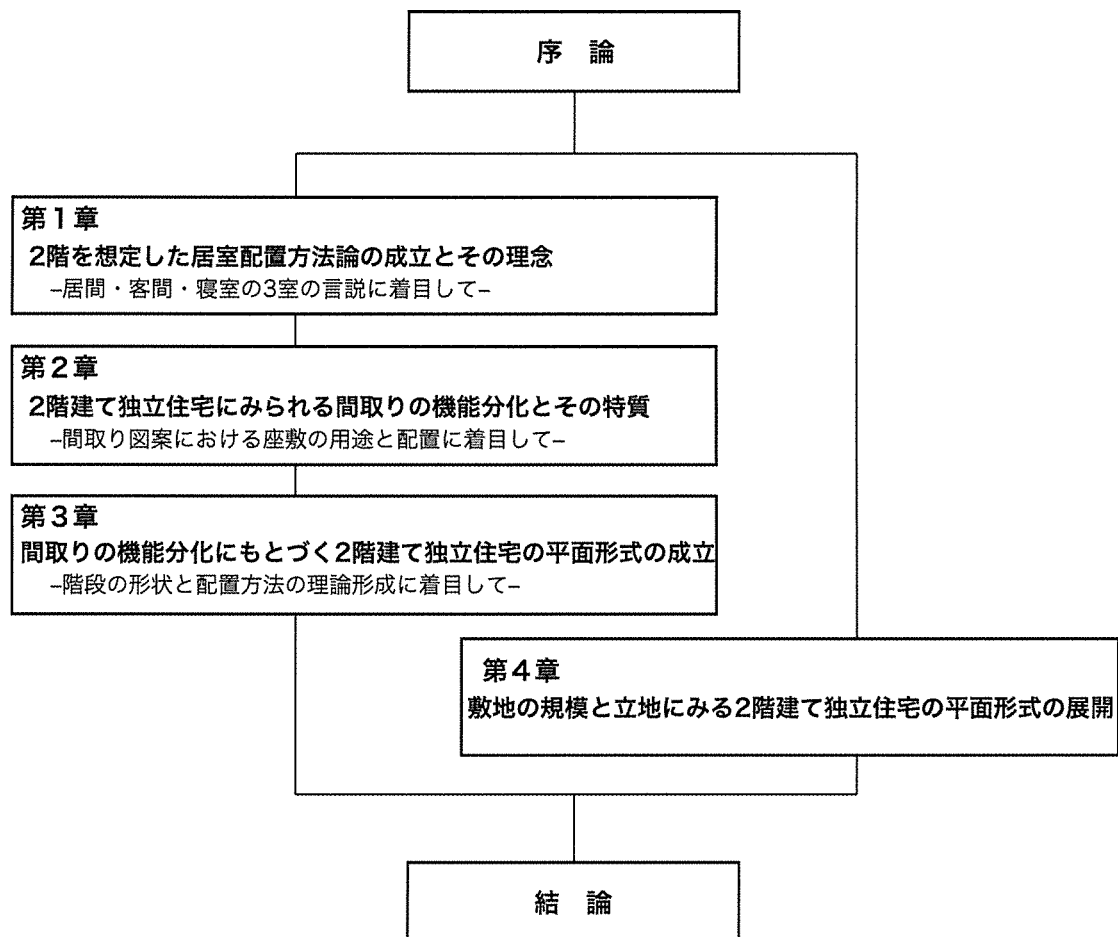 序　論
第1章
2階を想定した居室配置方法論の成立とその理念
−居間・客間・寝室の3室の言説に着目して−
第2章
2階建て独立住宅にみられる間取りの機能分化とその特質
−間取り図案における座敷の用途と配置に着目して−
第3章
間取りの機能分化にもとづく2階建て独立住宅の平面形式の成立
−階段の形状と配置方法の理論形成に着目して−
第4章
敷地の規模と立地にみる2階建て独立住宅の平面形式の展開
結　論